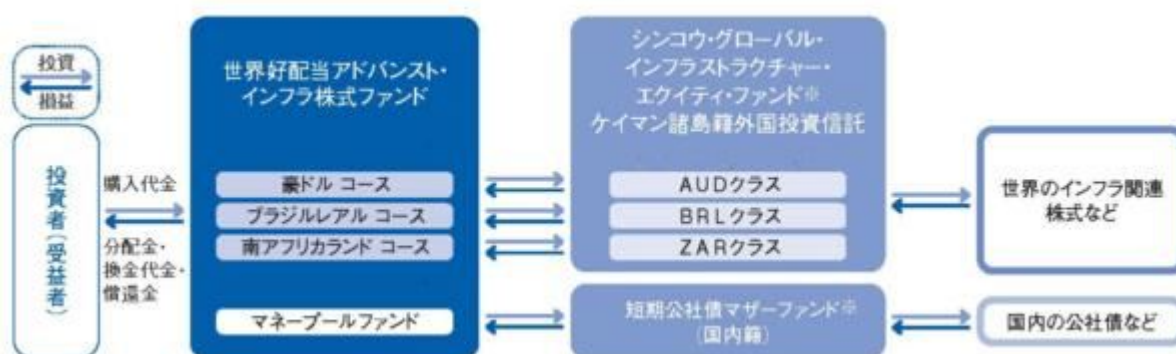 投資
損益
投資者(受益者)
購入代金
分配金・
換金代金・
償還金
世界好配当アドバンスト・
インフラ株式ファンド
豪ドル コース
ブラジルレアル コース
南アフリカランド コース
マネープールファンド
シンコウ・グローバル・
インフラストラクチャー・
エクイティ・ファンド※
ケイマン諸島籍外国投資信託
AUDクラス
BRLクラス
ZARクラス
短期公社債マザーファンド※
(国内籍)
世界のインフラ関連
株式など
国内の公社債など